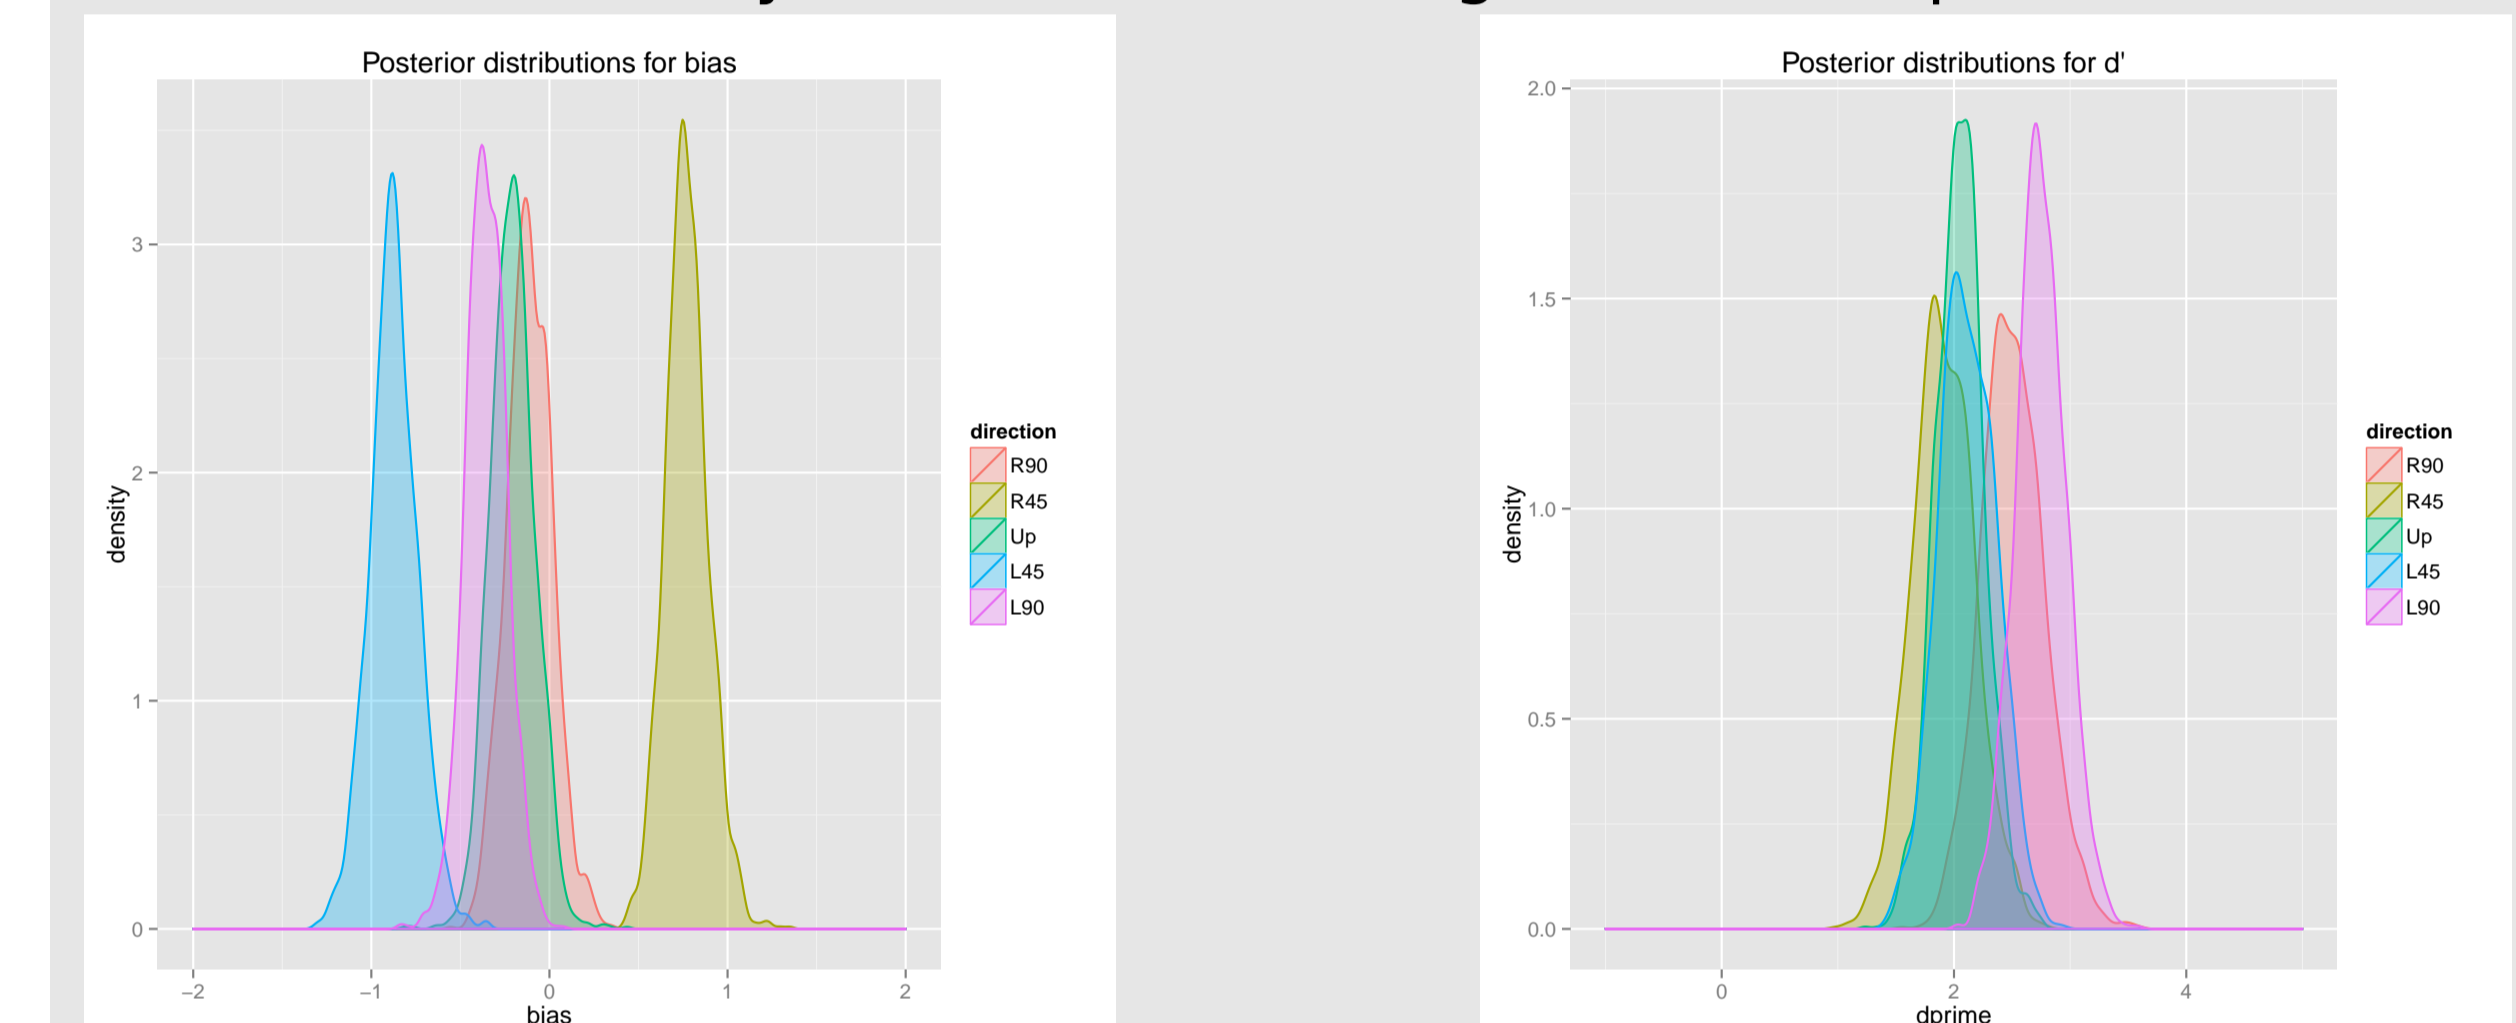 Posterior distributions for bias
density
3
2
1
0
−2 −1 0 1 2
bias
direction
R90
R45
Up
L45
L90
Posterior distributions for d'
density
2.0
1.5
1.0
0.5
0.0
0 2 4
dprime
direction
R90
R45
Up
L45
L90